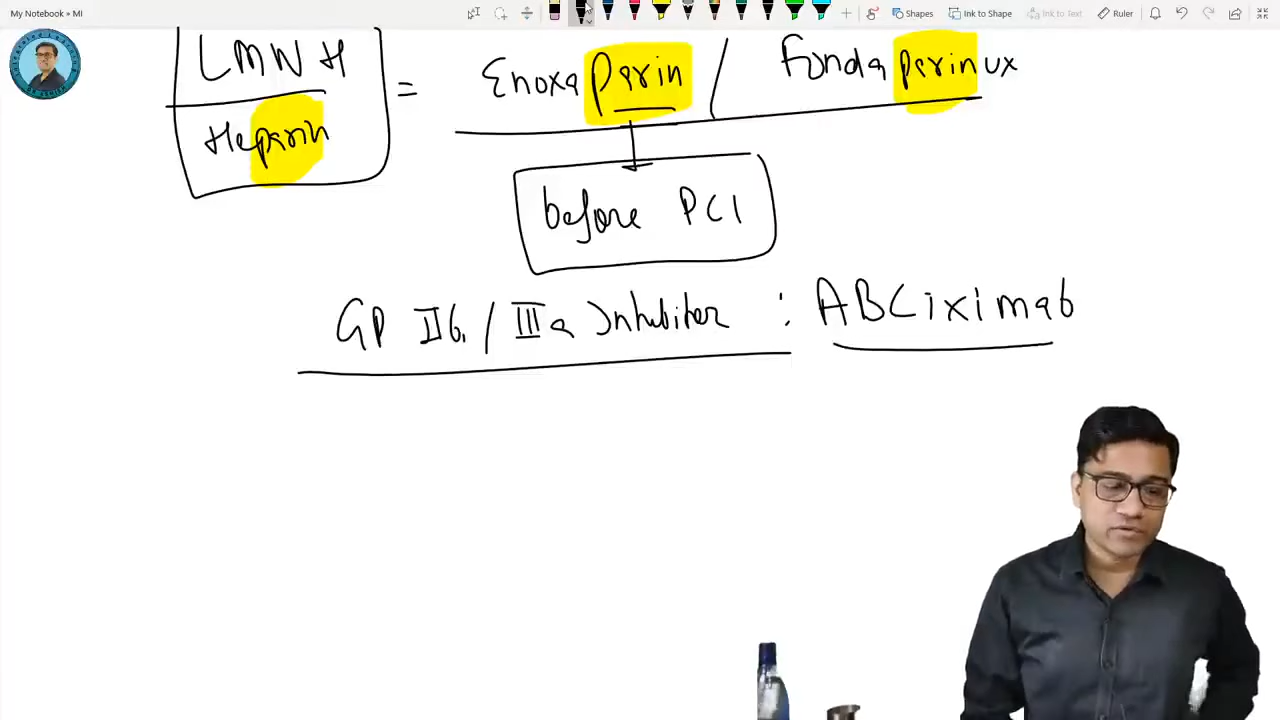 My Notebook » MI
Shapes
Ink to Shape
Ink to Text
Ruler
LMWH
Heparin
= Enoxaparin / Fondaparinux
before PCI
GP IIb / IIIa Inhibitor : ABCiximab